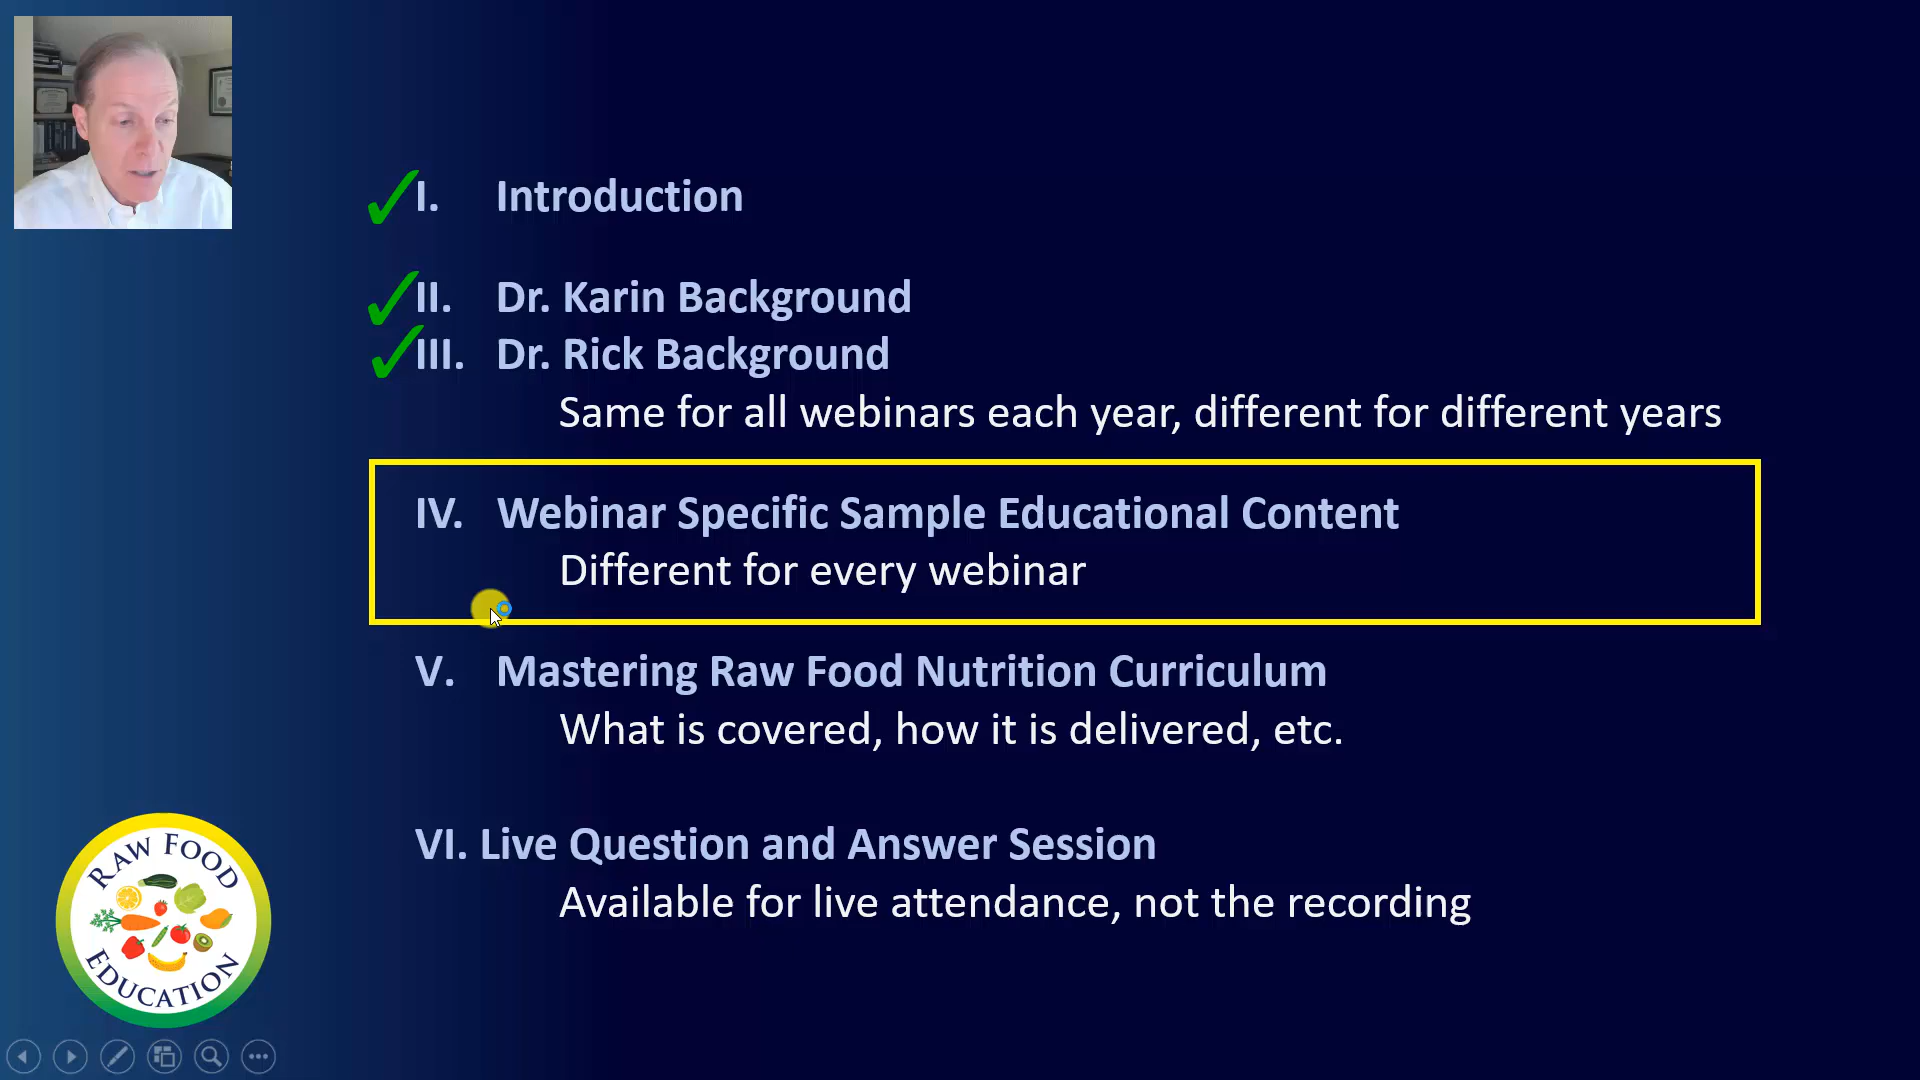 I. Introduction
II. Dr. Karin Background
III. Dr. Rick Background
Same for all webinars each year, different for different years
IV. Webinar Specific Sample Educational Content
Different for every webinar
V. Mastering Raw Food Nutrition Curriculum
What is covered, how it is delivered, etc.
VI. Live Question and Answer Session
Available for live attendance, not the recording
RAW FOOD
EDUCATION